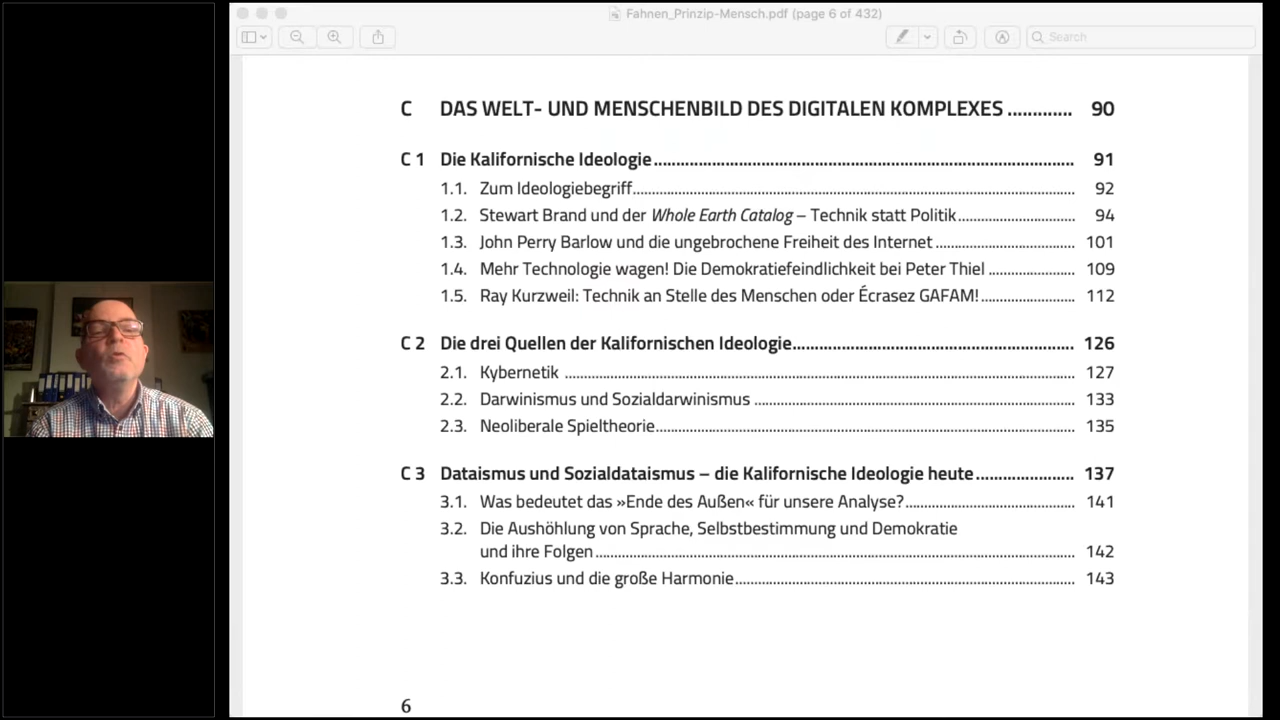 Fahnen_Prinzip-Mensch.pdf (page 6 of 432)
Search
C DAS WELT- UND MENSCHENBILD DES DIGITALEN KOMPLEXES ............. 90
C 1 Die Kalifornische Ideologie ............. 91
1.1. Zum Ideologiebegriff ............. 92
1.2. Stewart Brand und der Whole Earth Catalog – Technik statt Politik ............. 94
1.3. John Perry Barlow und die ungebrochene Freiheit des Internet ............. 101
1.4. Mehr Technologie wagen! Die Demokratiefeindlichkeit bei Peter Thiel ............. 109
1.5. Ray Kurzweil: Technik an Stelle des Menschen oder Écrasez GAFAM! ............. 112
C 2 Die drei Quellen der Kalifornischen Ideologie ............. 126
2.1. Kybernetik ............. 127
2.2. Darwinismus und Sozialdarwinismus ............. 133
2.3. Neoliberale Spieltheorie ............. 135
C 3 Dataismus und Sozialdataismus – die Kalifornische Ideologie heute ............. 137
3.1. Was bedeutet das »Ende des Außen« für unsere Analyse? ............. 141
3.2. Die Aushöhlung von Sprache, Selbstbestimmung und Demokratie
und ihre Folgen ............. 142
3.3. Konfuzius und die große Harmonie ............. 143
6